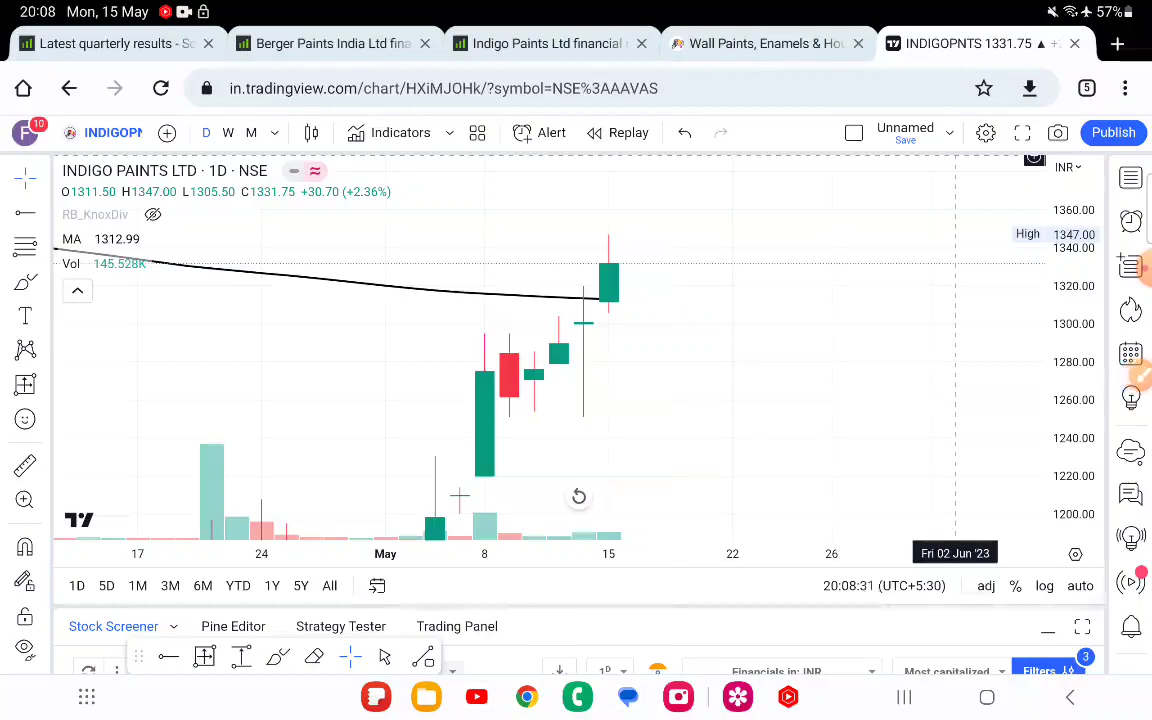 20:08 Mon, 15 May
57%
Latest quarterly results - Sc
Berger Paints India Ltd fina
Indigo Paints Ltd financial
Wall Paints, Enamels & Hou
INDIGOPNTS 1331.75 ▲ +2
in.tradingview.com/chart/HXiMJOHk/?symbol=NSE%3AAAVAS
5
F 10 INDIGOPN D W M Indicators Alert Replay Unnamed Save Publish
INDIGO PAINTS LTD · 1D · NSE
INR
O1311.50 H1347.00 L1305.50 C1331.75 +30.70 (+2.36%)
RB_KnoxDiv
MA 1312.99
Vol 145.528K
1360.00
High 1347.00
1340.00
1320.00
1300.00
1280.00
1260.00
1240.00
1220.00
1200.00
17 24 May 8 15 22 26 Fri 02 Jun '23
1D 5D 1M 3M 6M YTD 1Y 5Y All 20:08:31 (UTC+5:30) adj % log auto
Stock Screener Pine Editor Strategy Tester Trading Panel
1D Financials in: INR Most capitalized Filters 3